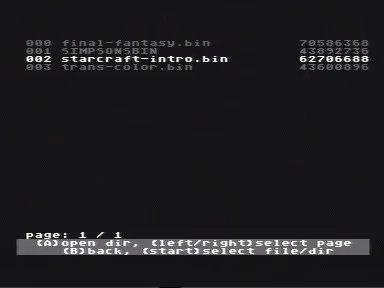 000 final-fantasy.bin 70586368
001 SIMPSONSBIN 43892736
002 starcraft-intro.bin 62706688
003 trans-color.bin 43600896
page: 1 / 1
(A)open dir, (left/right)select page
(B)back, (start)select file/dir